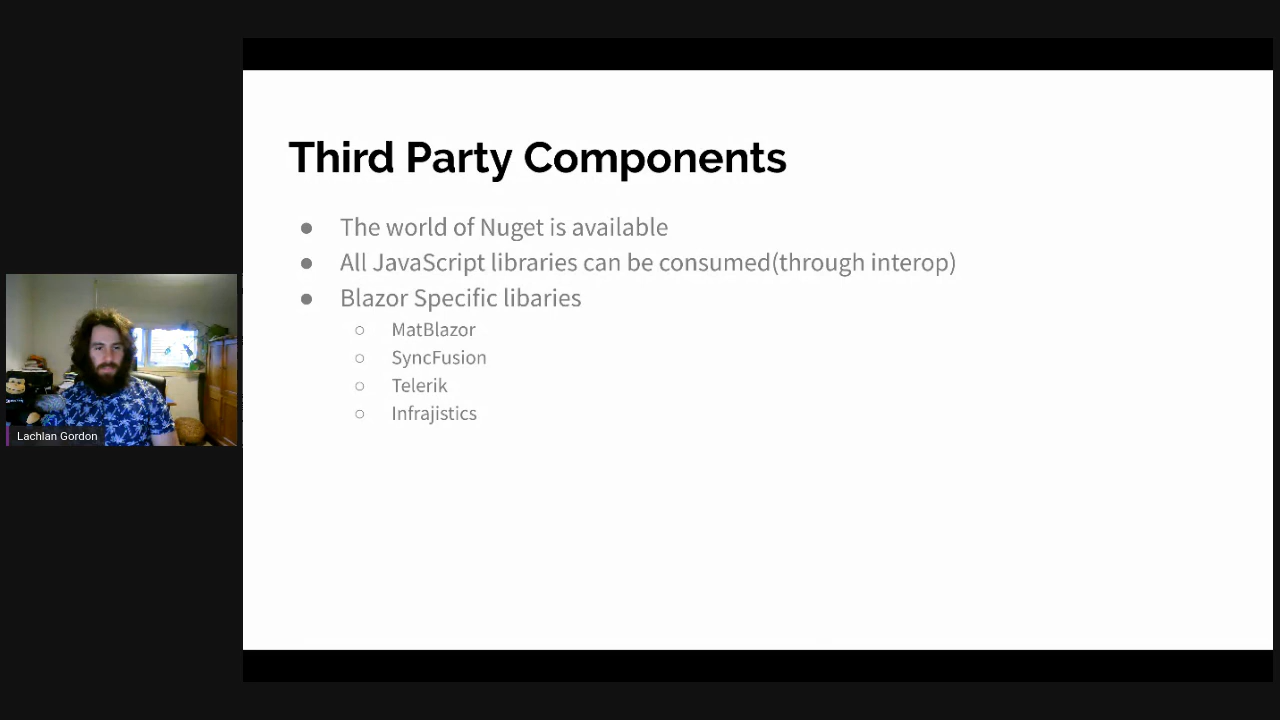 Third Party Components
● The world of Nuget is available
● All JavaScript libraries can be consumed(through interop)
● Blazor Specific libaries
○ MatBlazor
○ SyncFusion
○ Telerik
○ Infrajistics
Lachlan Gordon